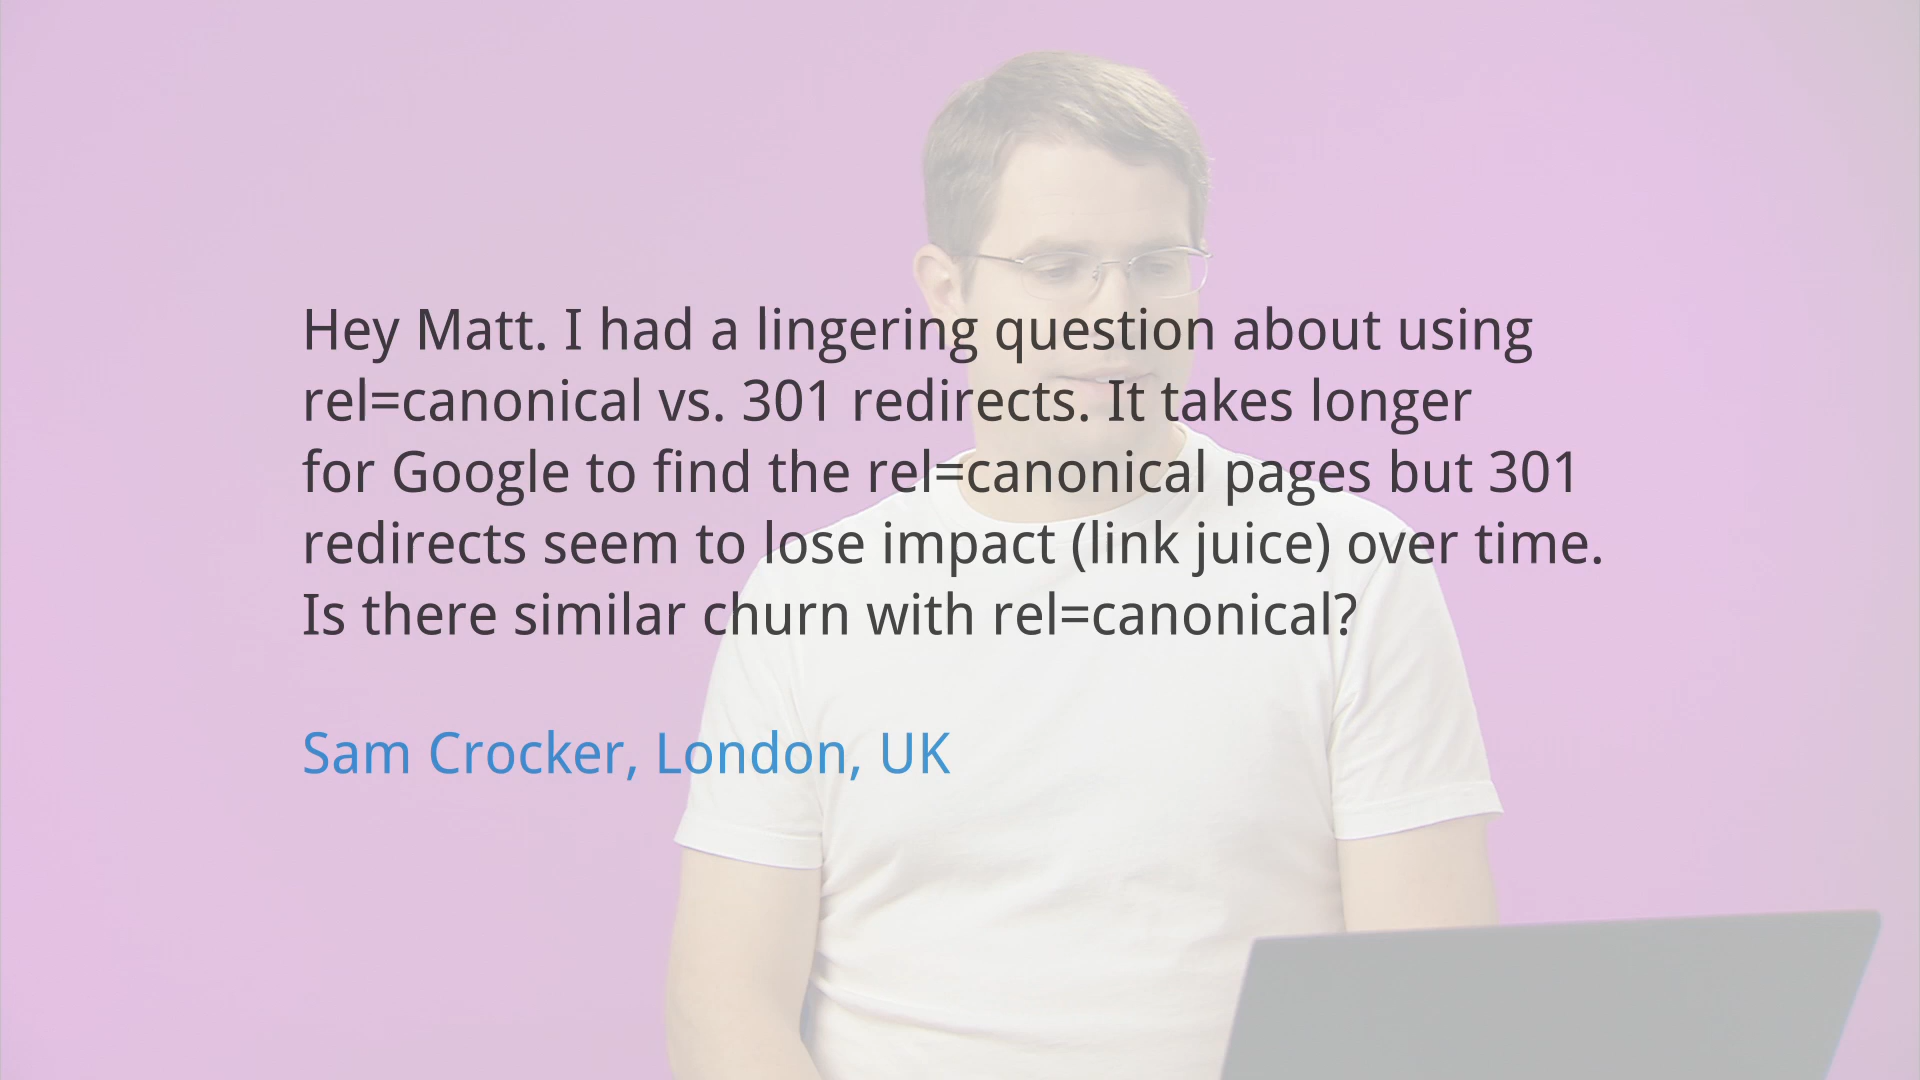 Hey Matt. I had a lingering question about using
rel=canonical vs. 301 redirects. It takes longer
for Google to find the rel=canonical pages but 301
redirects seem to lose impact (link juice) over time.
Is there similar churn with rel=canonical?
Sam Crocker, London, UK